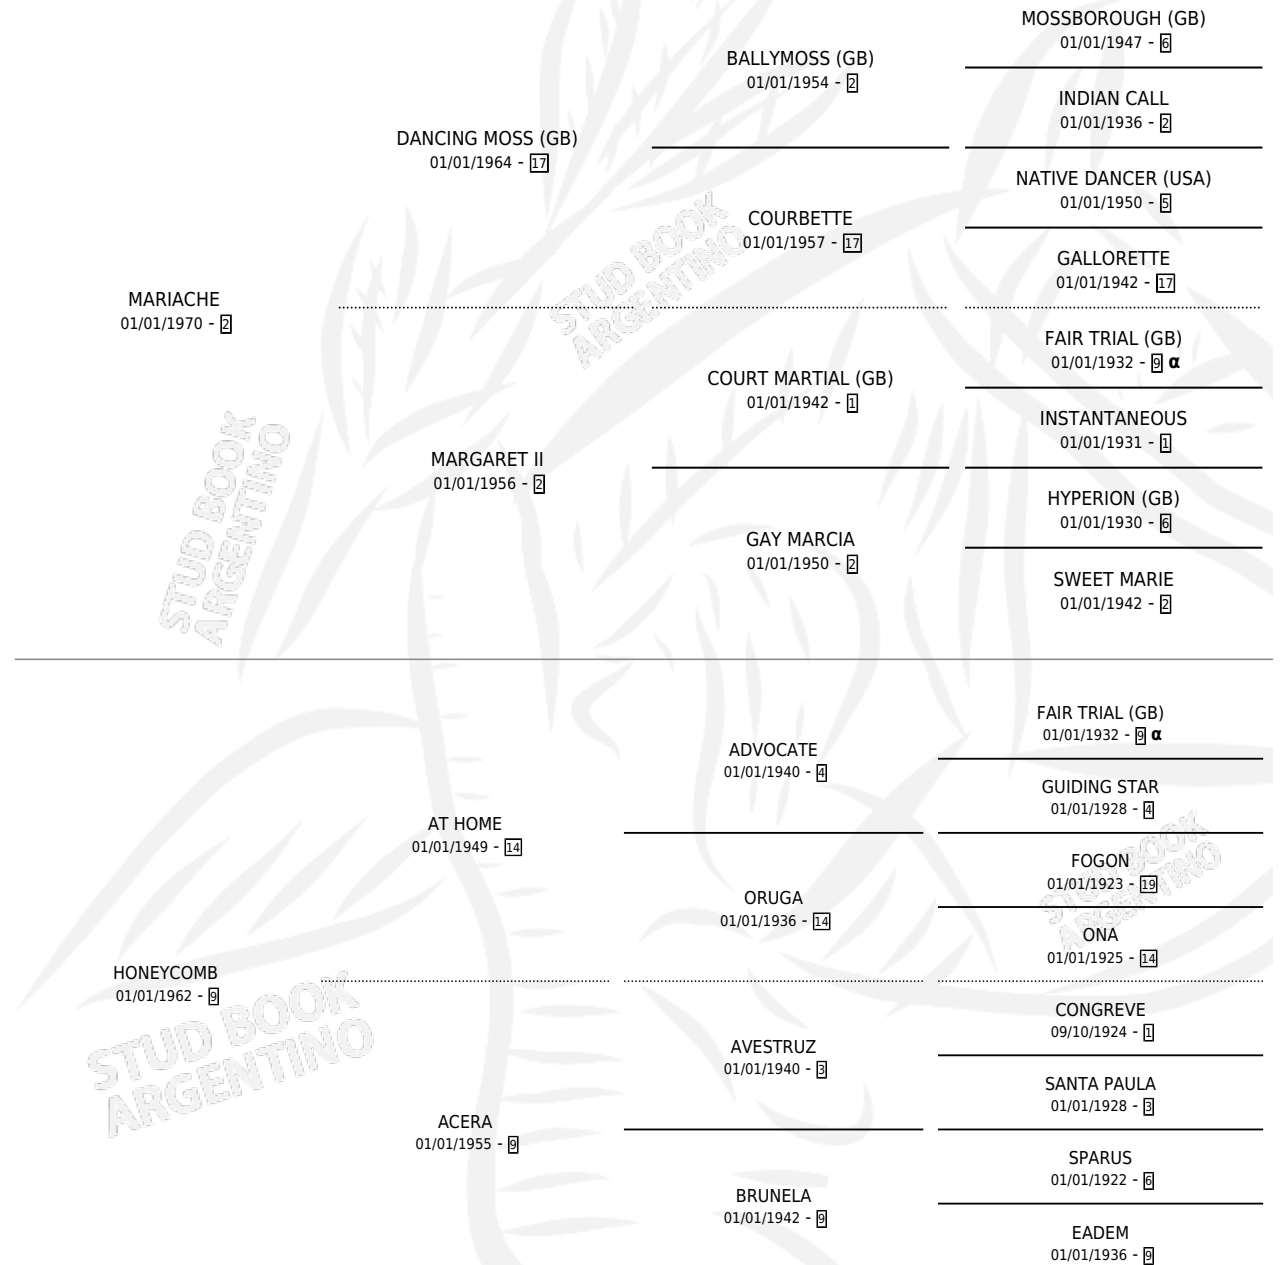 MOSSBOROUGH (GB)
01/01/1947 - 6
BALLYMOSS (GB)
01/01/1954 - 2
INDIAN CALL
01/01/1936 - 2
DANCING MOSS (GB)
01/01/1964 - 17
NATIVE DANCER (USA)
01/01/1950 - 5
COURBETTE
01/01/1957 - 17
GALLORETTE
01/01/1942 - 17
MARIACHE
01/01/1970 - 2
FAIR TRIAL (GB)
01/01/1932 - 9 α
COURT MARTIAL (GB)
01/01/1942 - 1
INSTANTANEOUS
01/01/1931 - 1
MARGARET II
01/01/1956 - 2
HYPERION (GB)
01/01/1930 - 6
GAY MARCIA
01/01/1950 - 2
SWEET MARIE
01/01/1942 - 2
FAIR TRIAL (GB)
01/01/1932 - 9 α
ADVOCATE
01/01/1940 - 4
GUIDING STAR
01/01/1928 - 4
AT HOME
01/01/1949 - 14
FOGON
01/01/1923 - 19
ORUGA
01/01/1936 - 14
ONA
01/01/1925 - 14
HONEYCOMB
01/01/1962 - 9
CONGREVE
09/10/1924 - 1
AVESTRUZ
01/01/1940 - 3
SANTA PAULA
01/01/1928 - 3
ACERA
01/01/1955 - 9
SPARUS
01/01/1922 - 6
BRUNELA
01/01/1942 - 9
EADEM
01/01/1936 - 9
STUD BOOK
ARGENTINO
STUD BOOK
ARGENTINO
STUD BOOK
ARGENTINO
STUD BOOK
ARGENTINO